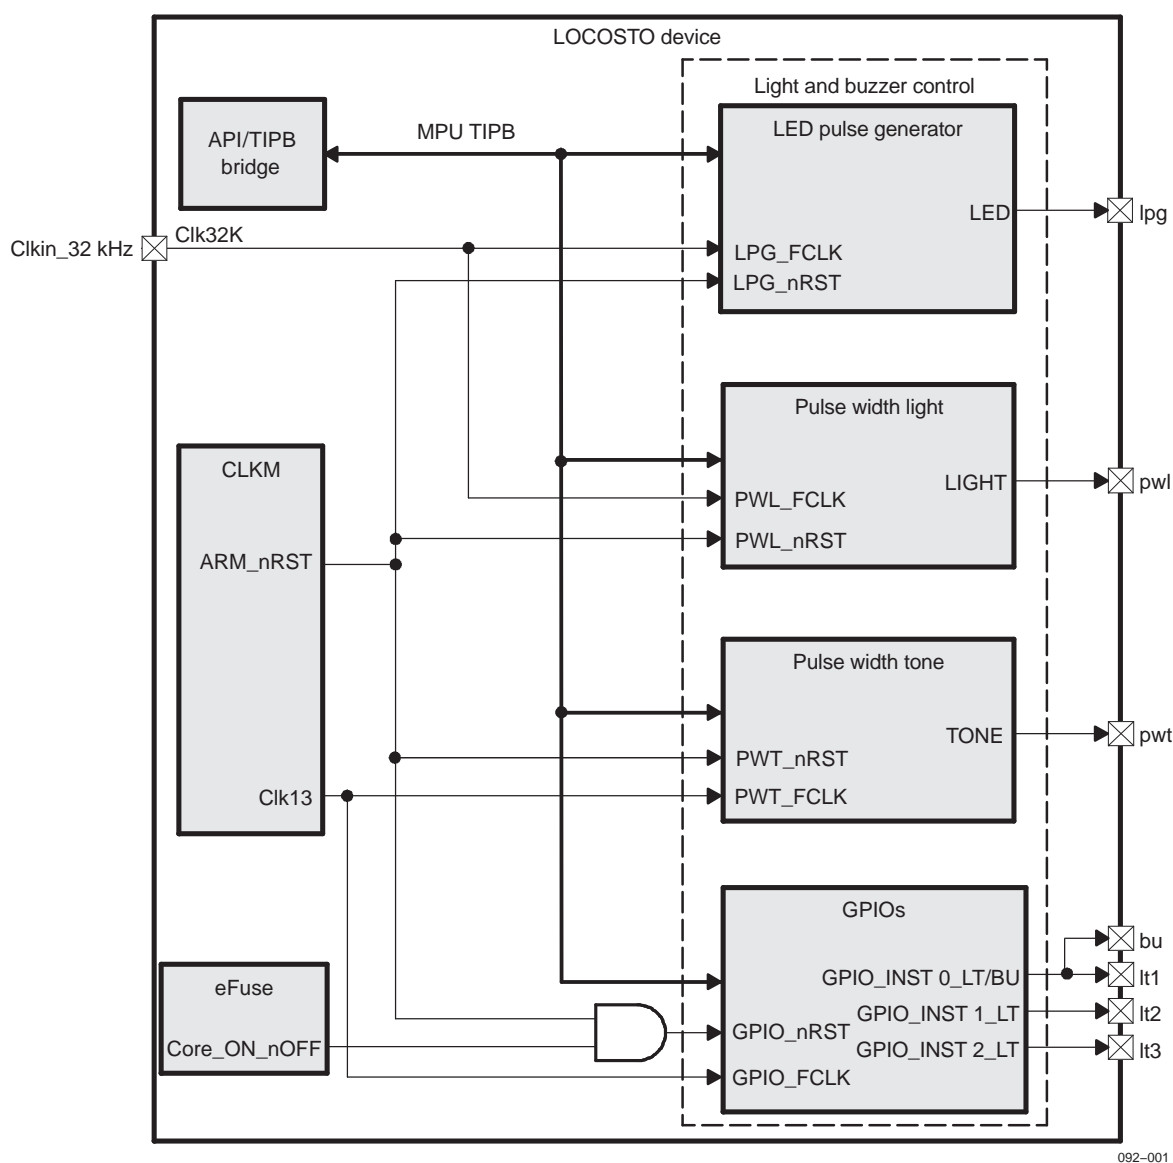 LOCOSTO device
Light and buzzer control
API/TIPB
bridge
MPU TIPB
LED pulse generator
LED
lpg
Clkin_32 kHz
Clk32K
LPG_FCLK
LPG_nRST
Pulse width light
LIGHT
pwl
PWL_FCLK
PWL_nRST
CLKM
ARM_nRST
Clk13
Pulse width tone
TONE
pwt
PWT_nRST
PWT_FCLK
GPIOs
GPIO_INST 0_LT/BU
GPIO_INST 1_LT
GPIO_nRST
GPIO_INST 2_LT
GPIO_FCLK
bu
lt1
lt2
lt3
eFuse
Core_ON_nOFF
092–001